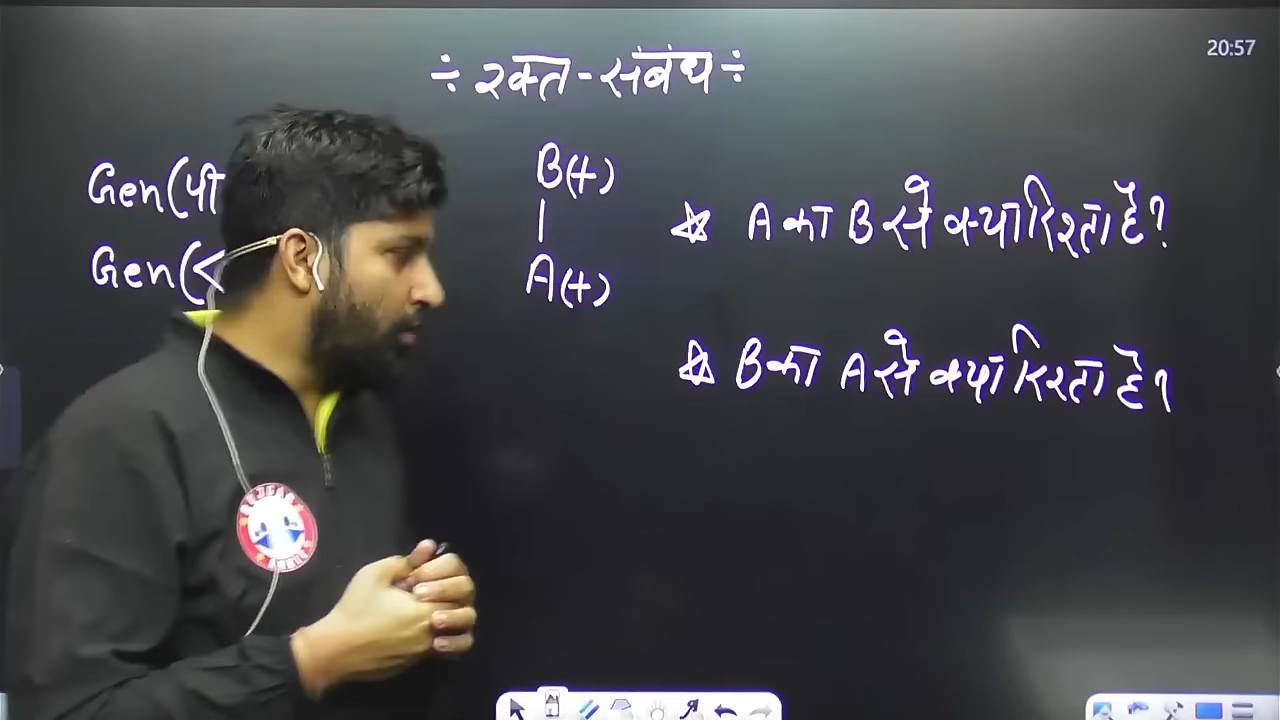 ÷ रक्त-संबंध ÷
20:57
Gen(पी
Gen(<
B(+)
|
A(+)
☆ A का B से क्या रिश्ता है?
☆ B का A से क्या रिश्ता है?